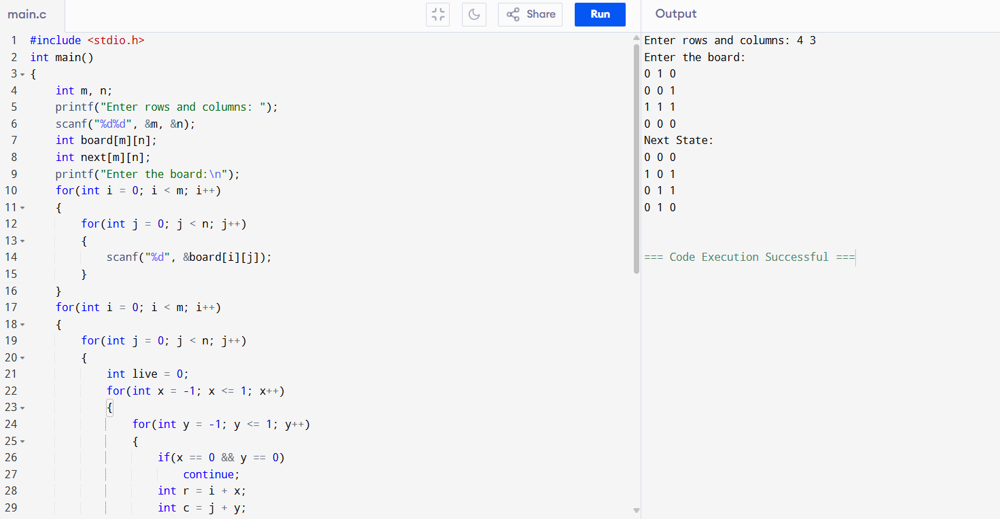 main.c
Share
Run
Output
1 #include <stdio.h>
2 int main()
3 {
4     int m, n;
5     printf("Enter rows and columns: ");
6     scanf("%d%d", &m, &n);
7     int board[m][n];
8     int next[m][n];
9     printf("Enter the board:\n");
10     for(int i = 0; i < m; i++)
11     {
12         for(int j = 0; j < n; j++)
13         {
14             scanf("%d", &board[i][j]);
15         }
16     }
17     for(int i = 0; i < m; i++)
18     {
19         for(int j = 0; j < n; j++)
20         {
21             int live = 0;
22             for(int x = -1; x <= 1; x++)
23             {
24                 for(int y = -1; y <= 1; y++)
25                 {
26                     if(x == 0 && y == 0)
27                         continue;
28                     int r = i + x;
29                     int c = j + y;
Enter rows and columns: 4 3
Enter the board:
0 1 0
0 0 1
1 1 1
0 0 0
Next State:
0 0 0
1 0 1
0 1 1
0 1 0
=== Code Execution Successful ===